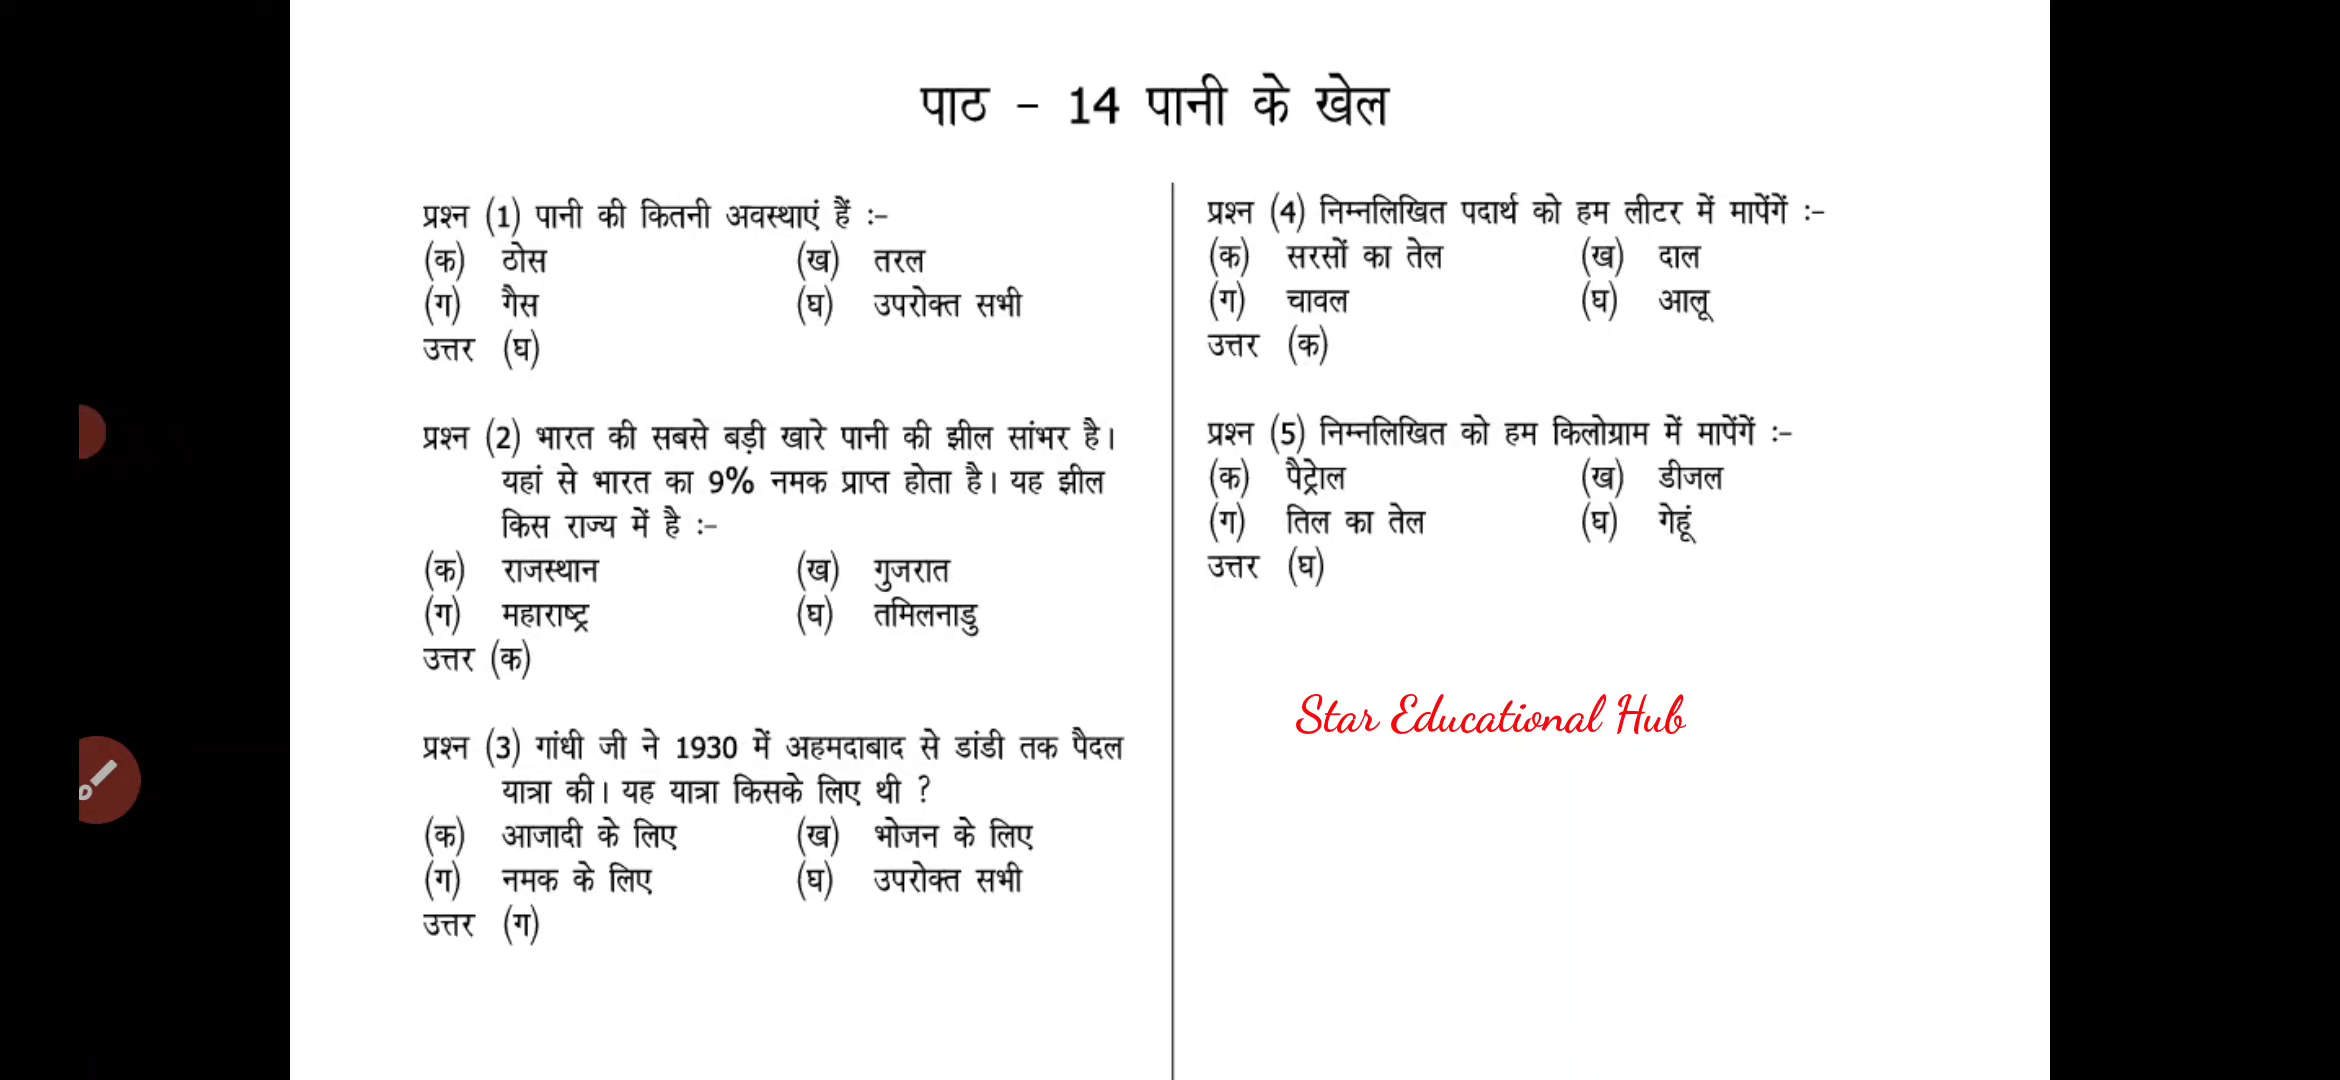 पाठ - 14 पानी के खेल
प्रश्न (1) पानी की कितनी अवस्थाएं हैं :-
(क) ठोस (ख) तरल
(ग) गैस (घ) उपरोक्त सभी
उत्तर (घ)
प्रश्न (2) भारत की सबसे बड़ी खारे पानी की झील सांभर है।
यहां से भारत का 9% नमक प्राप्त होता है। यह झील
किस राज्य में है :-
(क) राजस्थान (ख) गुजरात
(ग) महाराष्ट्र (घ) तमिलनाडु
उत्तर (क)
प्रश्न (3) गांधी जी ने 1930 में अहमदाबाद से डांडी तक पैदल
यात्रा की। यह यात्रा किसके लिए थी ?
(क) आजादी के लिए (ख) भोजन के लिए
(ग) नमक के लिए (घ) उपरोक्त सभी
उत्तर (ग)
प्रश्न (4) निम्नलिखित पदार्थ को हम लीटर में मापेंगें :-
(क) सरसों का तेल (ख) दाल
(ग) चावल (घ) आलू
उत्तर (क)
प्रश्न (5) निम्नलिखित को हम किलोग्राम में मापेंगें :-
(क) पैट्रोल (ख) डीजल
(ग) तिल का तेल (घ) गेहूं
उत्तर (घ)
Star Educational Hub